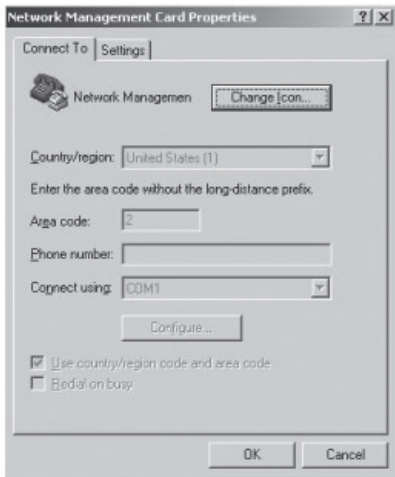 Network Management Card Properties
Connect To Settings
Network Managemen Change Icon...
Country/region: United States (1)
Enter the area code without the long-distance prefix.
Area code: 2
Phone number:
Connect using: COM1
Configure...
Use country/region code and area code
Redial on busy
OK Cancel